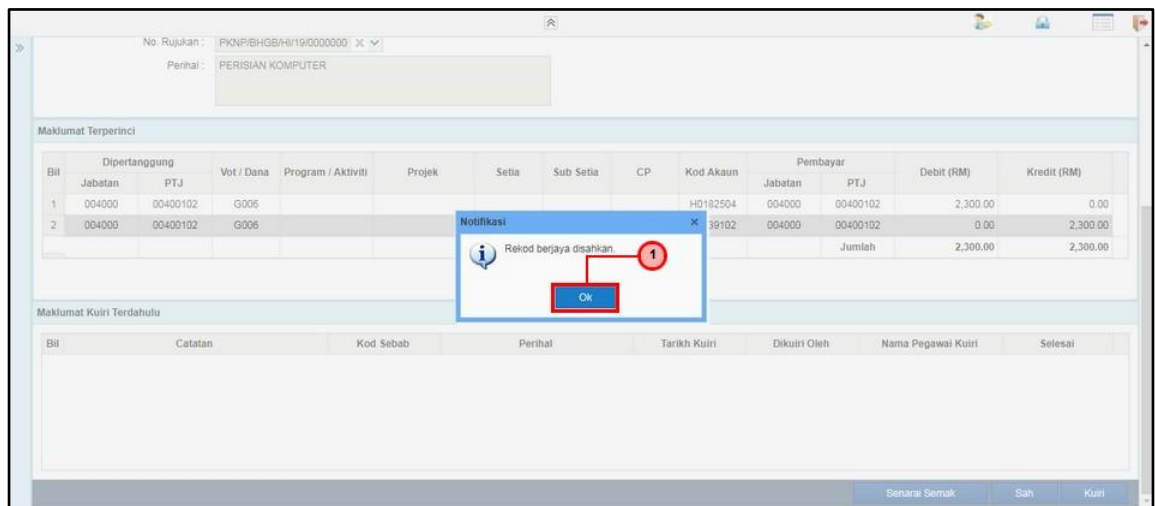 No. Rujukan : PKNP/BHGB/HI/19/0000000
Perihal : PERISIAN KOMPUTER
Maklumat Terperinci
Bil Dipertanggung Vot / Dana Program / Aktiviti Projek Setia Sub Setia CP Kod Akaun Pembayar Debit (RM) Kredit (RM)
Jabatan PTJ Jabatan PTJ
1 004000 00400102 G006 H0182504 004000 00400102 2,300.00 0.00
2 004000 00400102 G006 39102 004000 00400102 0.00 2,300.00
Jumlah 2,300.00 2,300.00
Notifikasi
Rekod berjaya disahkan.
1
Ok
Maklumat Kuiri Terdahulu
Bil Catatan Kod Sebab Perihal Tarikh Kuiri Dikuiri Oleh Nama Pegawai Kuiri Selesai
Senarai Semak Sah Kuiri